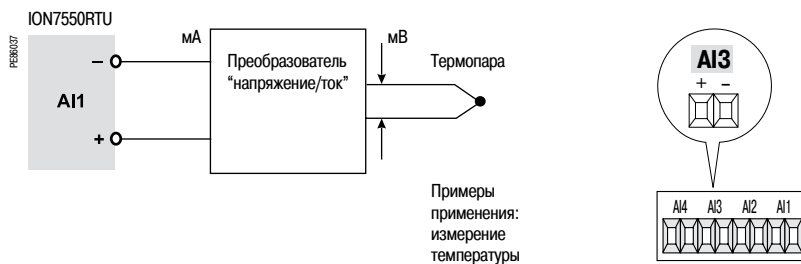 ION7550RTU
PE86037
мА
мВ
–
AI1
+
Преобразователь
“напряжение/ток”
Термопара
Примеры
применения:
измерение
температуры
AI3
+ –
AI4 AI3 AI2 AI1